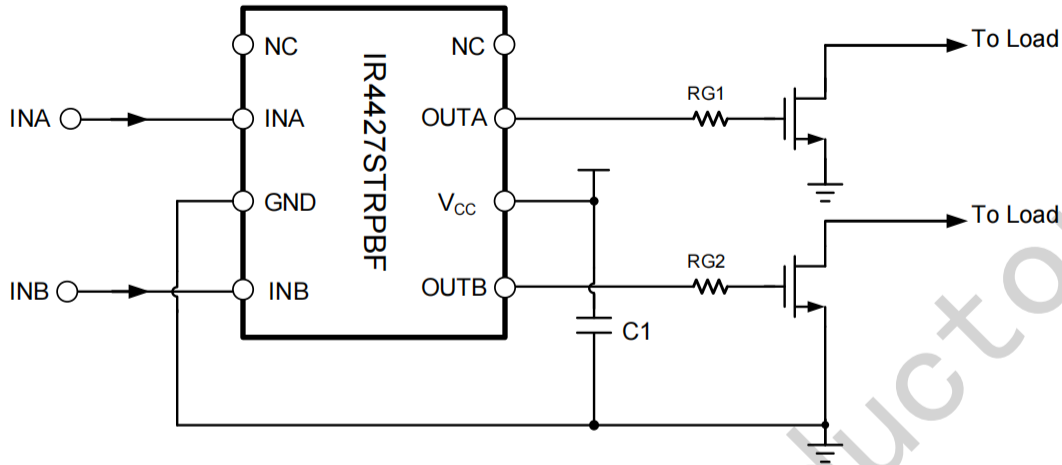 NC
NC
IR4427STRPBF
To Load
RG1
INA
INA
OUTA
GND
VCC
To Load
RG2
INB
INB
OUTB
C1